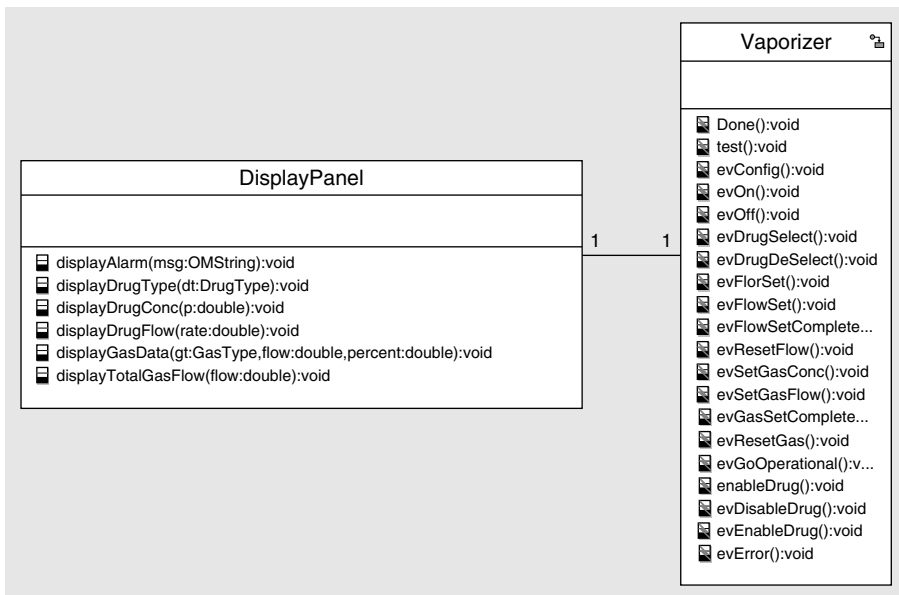 DisplayPanel
displayAlarm(msg:OMString):void
displayDrugType(dt:DrugType):void
displayDrugConc(p:double):void
displayDrugFlow(rate:double):void
displayGasData(gt:GasType,flow:double,percent:double):void
displayTotalGasFlow(flow:double):void
1 1
Vaporizer
Done():void
test():void
evConfig():void
evOn():void
evOff():void
evDrugSelect():void
evDrugDeSelect():void
evFlorSet():void
evFlowSet():void
evFlowSetComplete...
evResetFlow():void
evSetGasConc():void
evSetGasFlow():void
evGasSetComplete...
evResetGas():void
evGoOperational():v...
enableDrug():void
evDisableDrug():void
evEnableDrug():void
evError():void